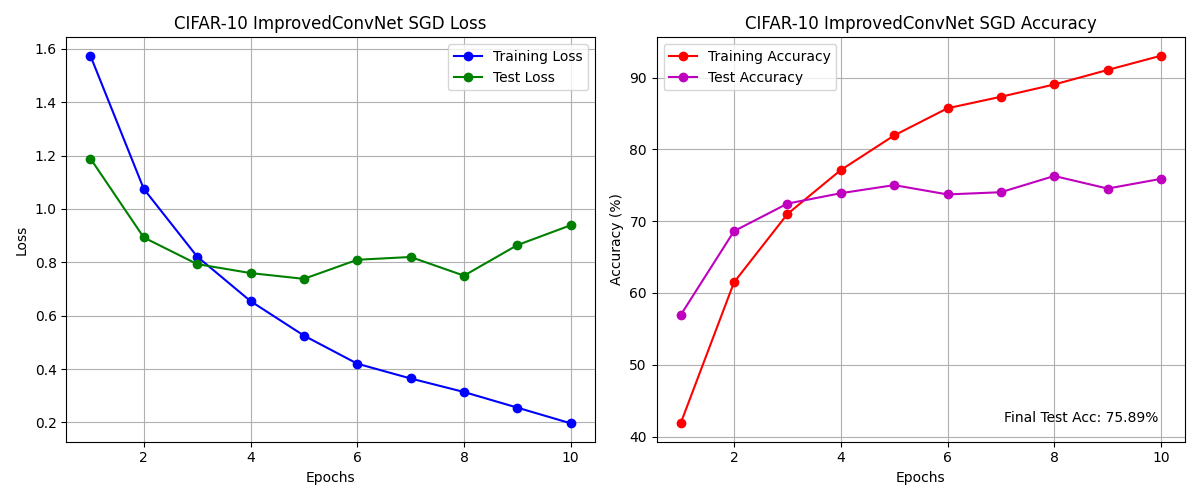 CIFAR-10 ImprovedConvNet SGD Loss
Training Loss
Test Loss
Loss
1.6
1.4
1.2
1.0
0.8
0.6
0.4
0.2
2 4 6 8 10
Epochs
CIFAR-10 ImprovedConvNet SGD Accuracy
Training Accuracy
Test Accuracy
Accuracy (%)
90
80
70
60
50
40
Final Test Acc: 75.89%
2 4 6 8 10
Epochs